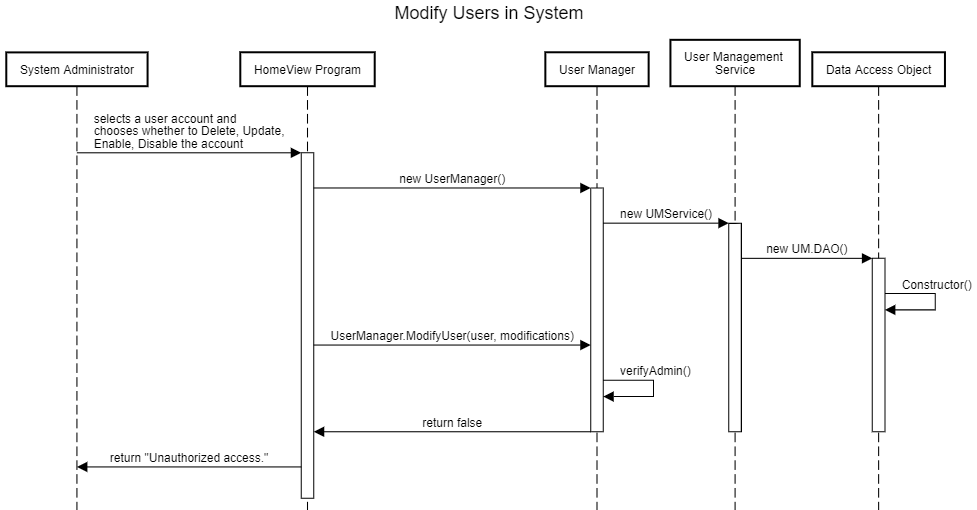 Modify Users in System
System Administrator
HomeView Program
User Manager
User Management
Service
Data Access Object
selects a user account and
chooses whether to Delete, Update,
Enable, Disable the account
new UserManager()
new UMService()
new UM.DAO()
Constructor()
UserManager.ModifyUser(user, modifications)
verifyAdmin()
return false
return "Unauthorized access."